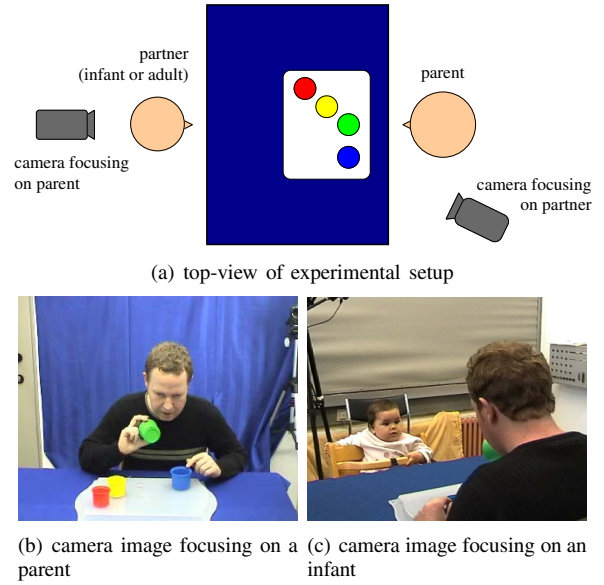 partner
(infant or adult)
parent
camera focusing
on parent
camera focusing
on partner
(a) top-view of experimental setup
(b) camera image focusing on a
parent
(c) camera image focusing on an
infant